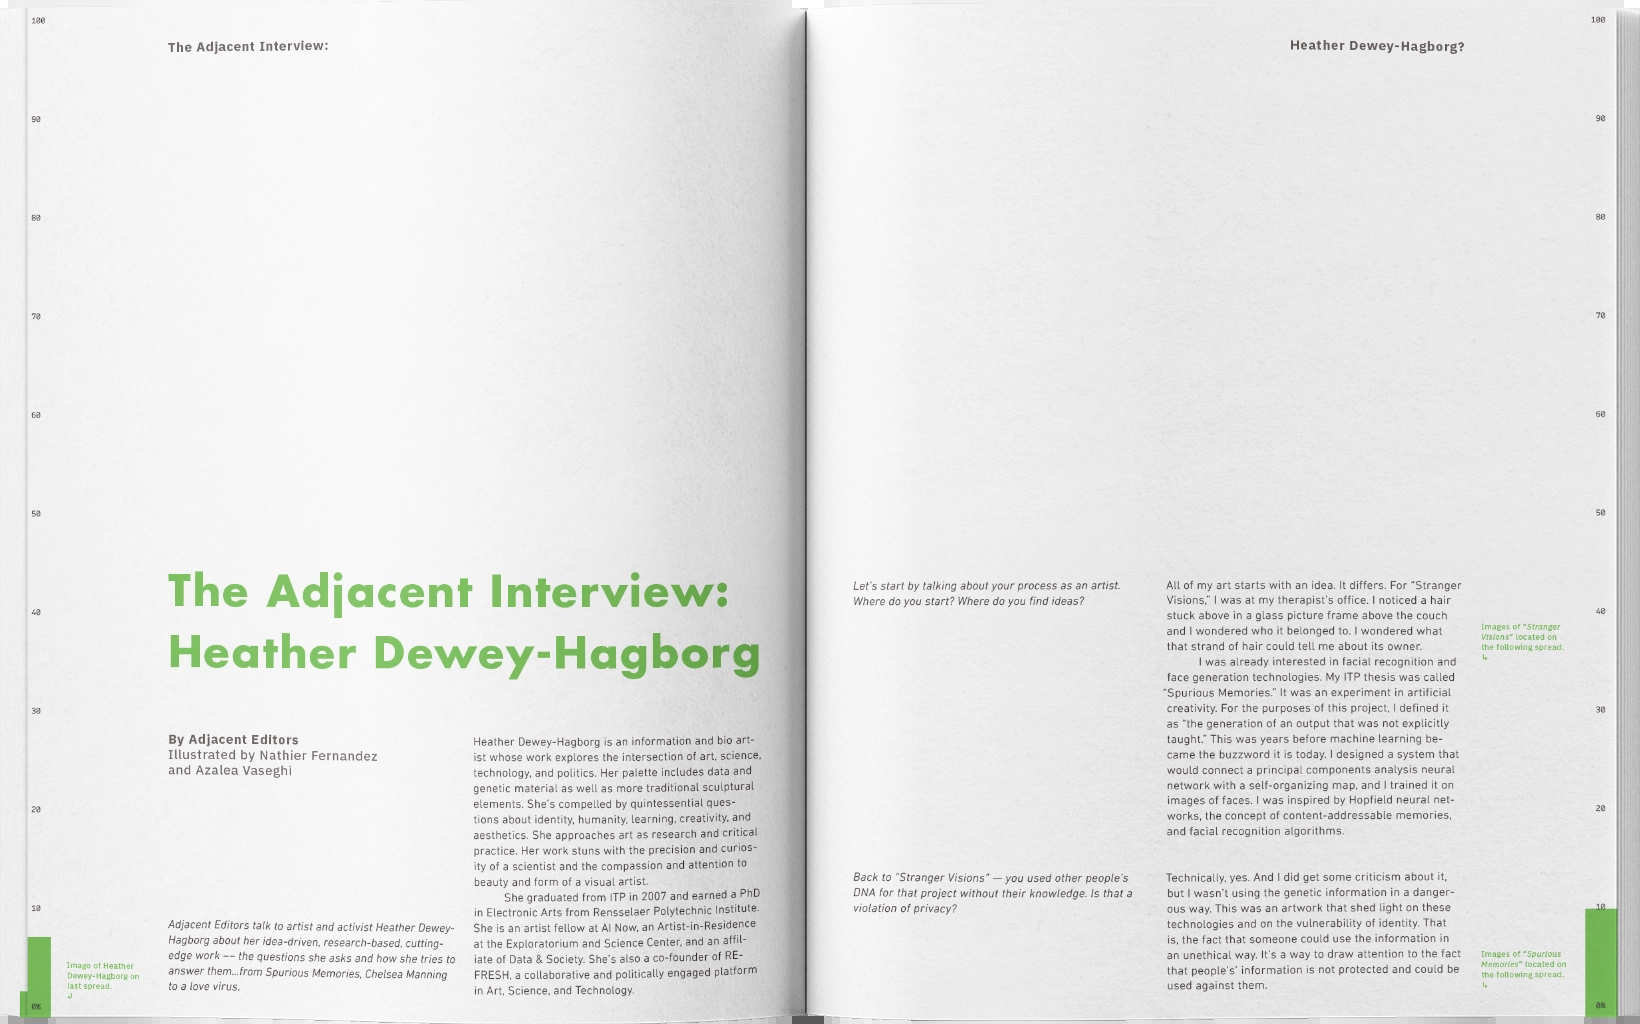 The Adjacent Interview:
Heather Dewey-Hagborg?
100
90
80
70
60
50
40
30
20
10
0%
The Adjacent Interview:
Heather Dewey-Hagborg
By Adjacent Editors
Illustrated by Nathier Fernandez
and Azalea Vaseghi
Adjacent Editors talk to artist and activist Heather Dewey-
Hagborg about her idea-driven, research-based, cutting-
edge work –– the questions she asks and how she tries to
answer them...from Spurious Memories, Chelsea Manning
to a love virus.
Image of Heather
Dewey-Hagborg on
last spread.
↲
Heather Dewey-Hagborg is an information and bio art-
ist whose work explores the intersection of art, science,
technology, and politics. Her palette includes data and
genetic material as well as more traditional sculptural
elements. She's compelled by quintessential ques-
tions about identity, humanity, learning, creativity, and
aesthetics. She approaches art as research and critical
practice. Her work stuns with the precision and curios-
ity of a scientist and the compassion and attention to
beauty and form of a visual artist.
She graduated from ITP in 2007 and earned a PhD
in Electronic Arts from Rensselaer Polytechnic Institute.
She is an artist fellow at AI Now, an Artist-in-Residence
at the Exploratorium and Science Center, and an affil-
iate of Data & Society. She's also a co-founder of RE-
FRESH, a collaborative and politically engaged platform
in Art, Science, and Technology.
Let's start by talking about your process as an artist.
Where do you start? Where do you find ideas?
All of my art starts with an idea. It differs. For "Stranger
Visions," I was at my therapist's office. I noticed a hair
stuck above in a glass picture frame above the couch
and I wondered who it belonged to. I wondered what
that strand of hair could tell me about its owner.
I was already interested in facial recognition and
face generation technologies. My ITP thesis was called
"Spurious Memories." It was an experiment in artificial
creativity. For the purposes of this project, I defined it
as "the generation of an output that was not explicitly
taught." This was years before machine learning be-
came the buzzword it is today. I designed a system that
would connect a principal components analysis neural
network with a self-organizing map, and I trained it on
images of faces. I was inspired by Hopfield neural net-
works, the concept of content-addressable memories,
and facial recognition algorithms.
Images of "Stranger
Visions" located on
the following spread.
↳
Back to "Stranger Visions" — you used other people's
DNA for that project without their knowledge. Is that a
violation of privacy?
Technically, yes. And I did get some criticism about it,
but I wasn't using the genetic information in a danger-
ous way. This was an artwork that shed light on these
technologies and on the vulnerability of identity. That
is, the fact that someone could use the information in
an unethical way. It's a way to draw attention to the fact
that people's' information is not protected and could be
used against them.
Images of "Spurious
Memories" located on
the following spread.
↳
100
90
80
70
60
50
40
30
20
10
0%